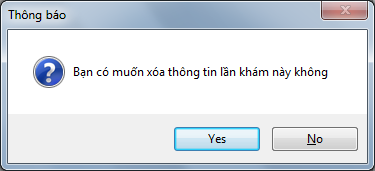 Thông báo
Bạn có muốn xóa thông tin lần khám này không
Yes
No